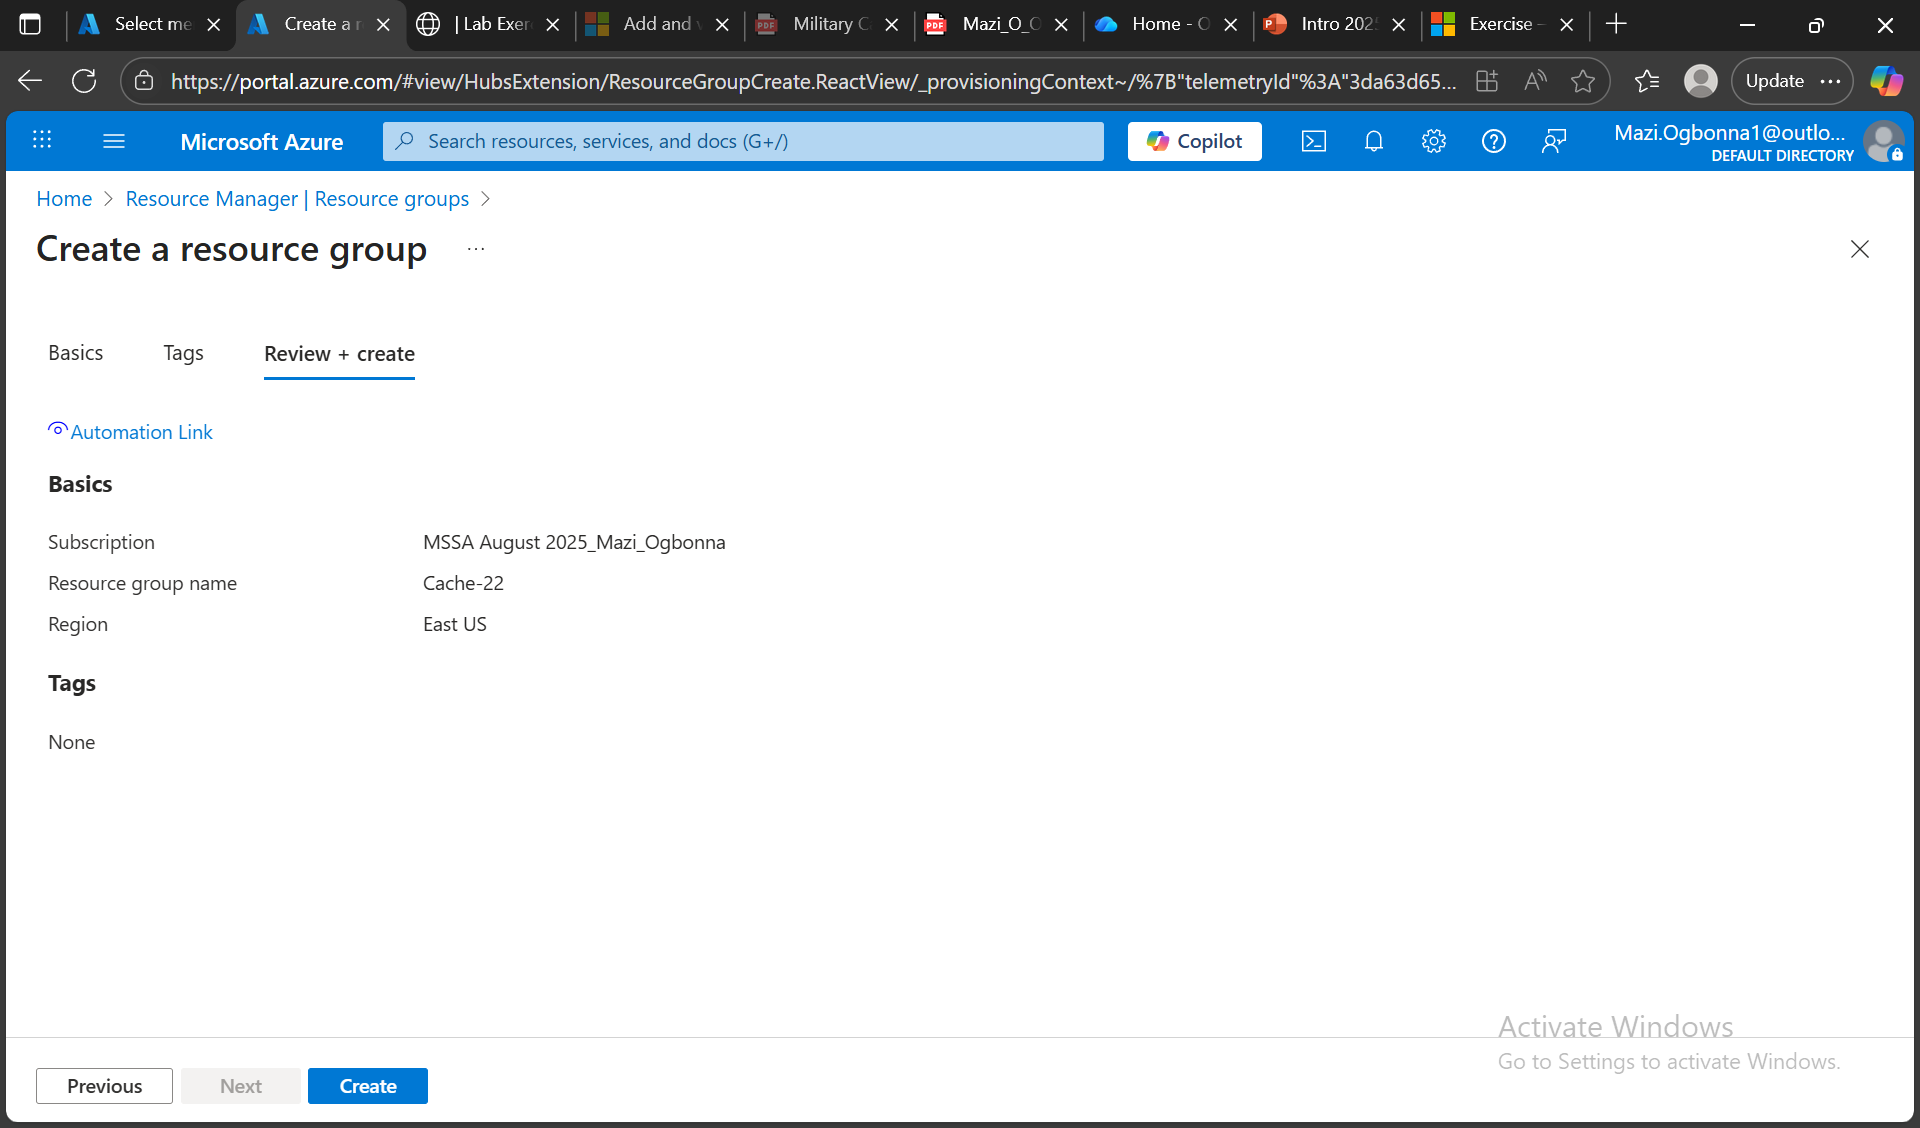 Select me
Create a r
| Lab Exer
Add and v
Military C
Mazi_O_O
Home - O
Intro 202
Exercise -
https://portal.azure.com/#view/HubsExtension/ResourceGroupCreate.ReactView/_provisioningContext~/%7B"telemetryId"%3A"3da63d65...
Update
Microsoft Azure
Search resources, services, and docs (G+/)
Copilot
Mazi.Ogbonna1@outlo...
DEFAULT DIRECTORY
Home > Resource Manager | Resource groups >
Create a resource group ...
Basics
Tags
Review + create
Automation Link
Basics
Subscription MSSA August 2025_Mazi_Ogbonna
Resource group name Cache-22
Region East US
Tags
None
Activate Windows
Go to Settings to activate Windows.
Previous
Next
Create